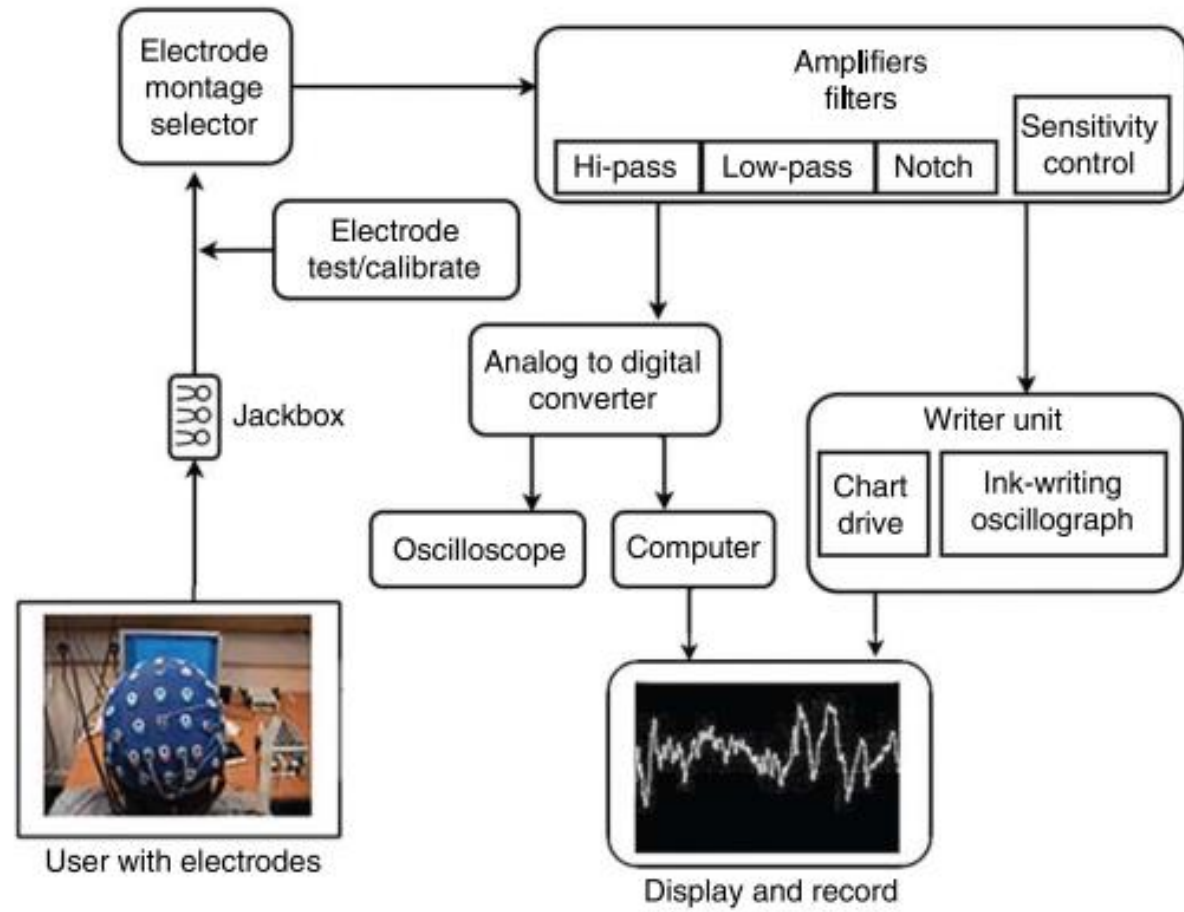 Electrode
montage
selector
Amplifiers
filters
Hi-pass
Low-pass
Notch
Sensitivity
control
Electrode
test/calibrate
Jackbox
Analog to digital
converter
Oscilloscope
Computer
Writer unit
Chart
drive
Ink-writing
oscillograph
User with electrodes
Display and record